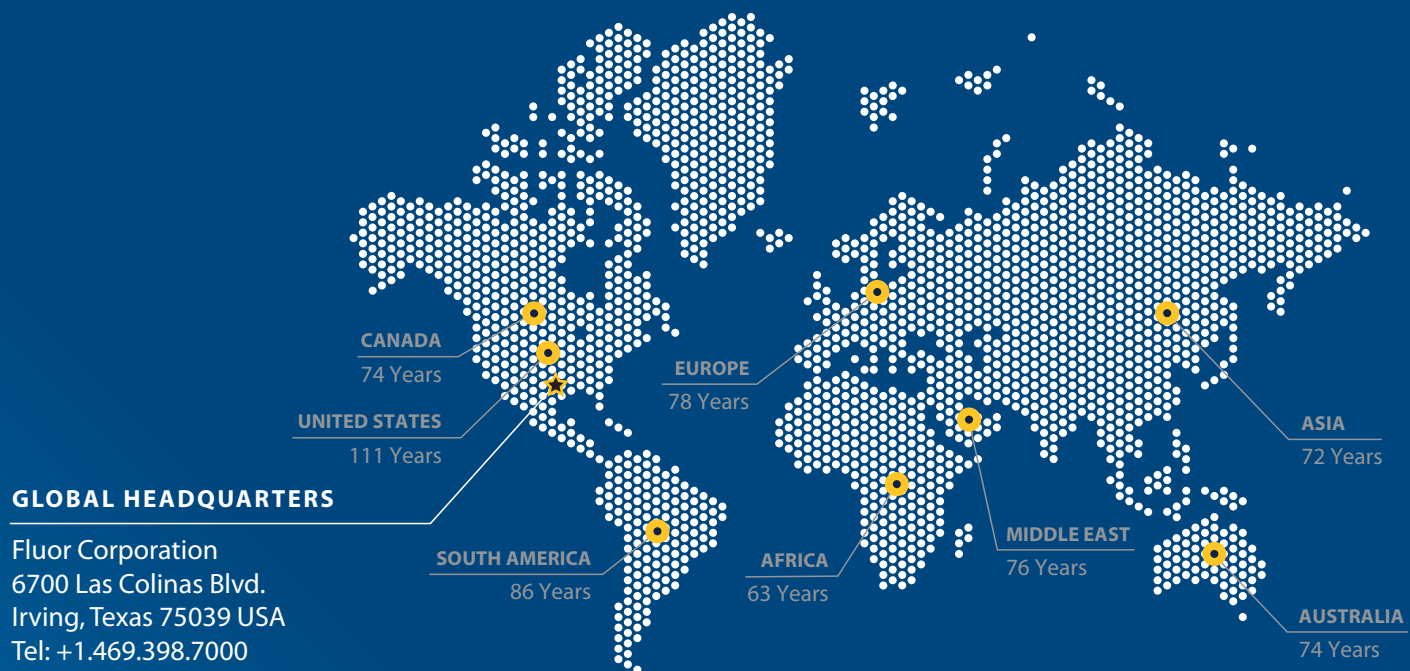 CANADA
74 Years
UNITED STATES
111 Years
GLOBAL HEADQUARTERS
Fluor Corporation
6700 Las Colinas Blvd.
Irving, Texas 75039 USA
Tel: +1.469.398.7000
SOUTH AMERICA
86 Years
EUROPE
78 Years
AFRICA
63 Years
MIDDLE EAST
76 Years
ASIA
72 Years
AUSTRALIA
74 Years